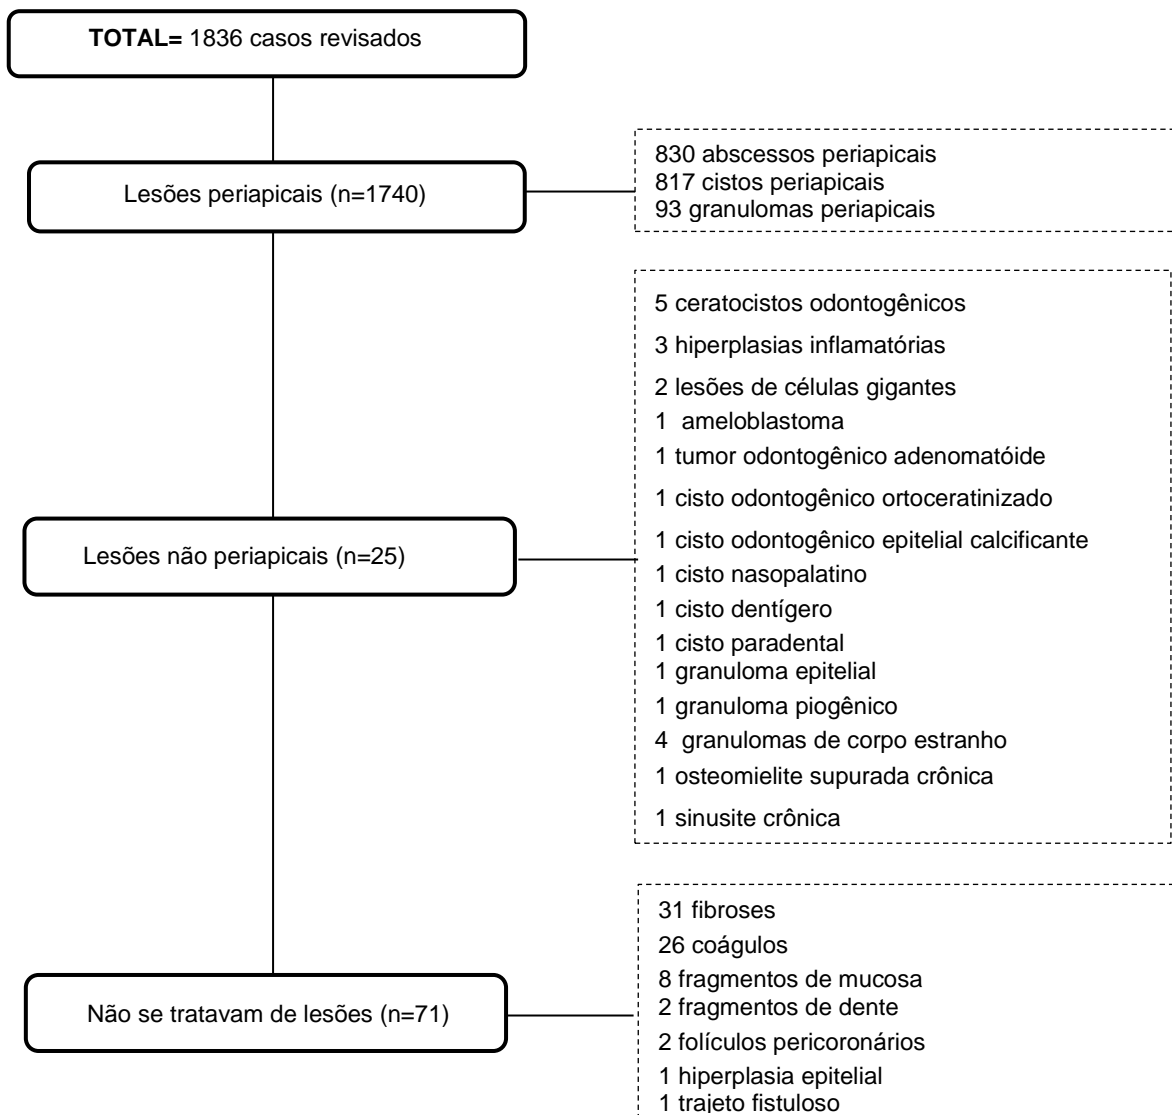 TOTAL= 1836 casos revisados
Lesões periapicais (n=1740)
830 abscessos periapicais
817 cistos periapicais
93 granulomas periapicais
Lesões não periapicais (n=25)
5 ceratocistos odontogênicos
3 hiperplasias inflamatórias
2 lesões de células gigantes
1 ameloblastoma
1 tumor odontogênico adenomatóide
1 cisto odontogênico ortoceratinizado
1 cisto odontogênico epitelial calcificante
1 cisto nasopalatino
1 cisto dentígero
1 cisto paradental
1 granuloma epitelial
1 granuloma piogênico
4 granulomas de corpo estranho
1 osteomielite supurada crônica
1 sinusite crônica
Não se tratavam de lesões (n=71)
31 fibroses
26 coágulos
8 fragmentos de mucosa
2 fragmentos de dente
2 folículos pericoronários
1 hiperplasia epitelial
1 trajeto fistuloso